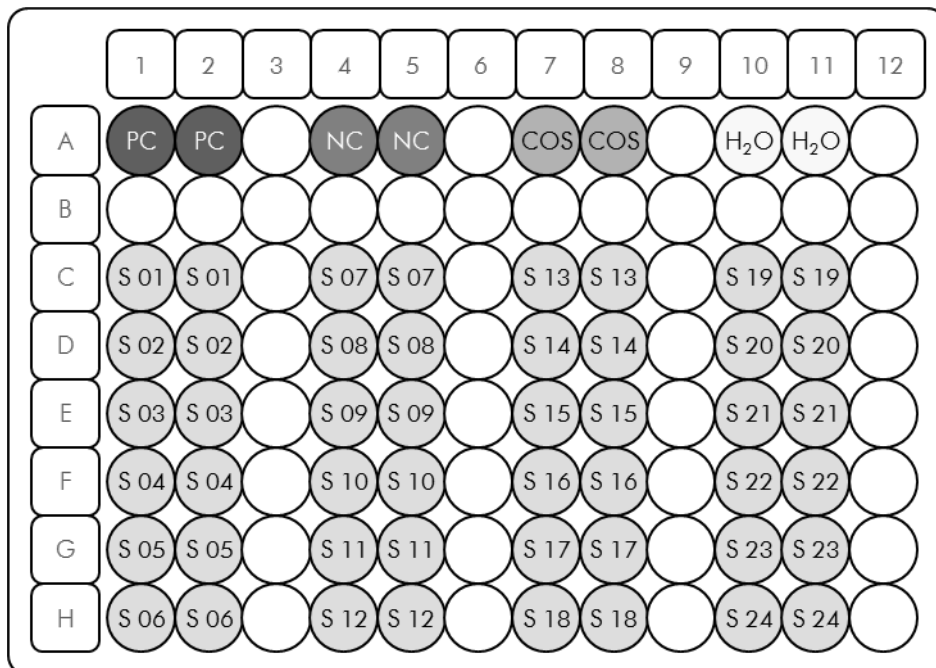 1 2 3 4 5 6 7 8 9 10 11 12
A PC PC NC NC COS COS H₂O H₂O
B
C S 01 S 01 S 07 S 07 S 13 S 13 S 19 S 19
D S 02 S 02 S 08 S 08 S 14 S 14 S 20 S 20
E S 03 S 03 S 09 S 09 S 15 S 15 S 21 S 21
F S 04 S 04 S 10 S 10 S 16 S 16 S 22 S 22
G S 05 S 05 S 11 S 11 S 17 S 17 S 23 S 23
H S 06 S 06 S 12 S 12 S 18 S 18 S 24 S 24